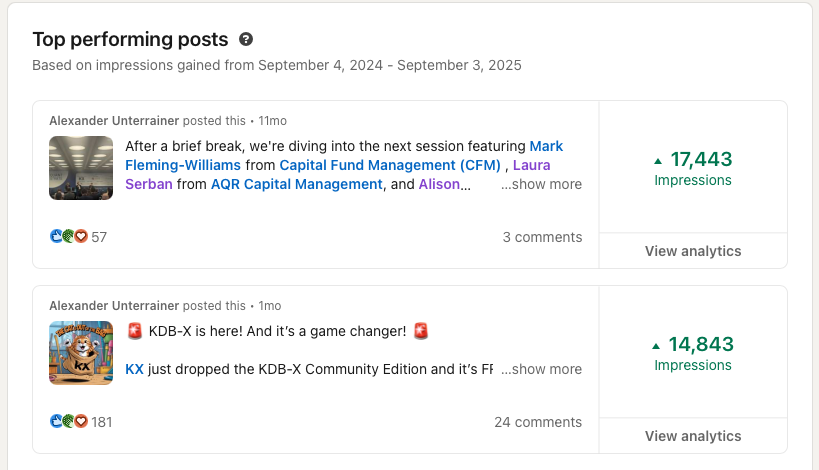 Top performing posts ?
Based on impressions gained from September 4, 2024 - September 3, 2025
Alexander Unterrainer posted this • 11mo
After a brief break, we're diving into the next session featuring Mark
Fleming-Williams from Capital Fund Management (CFM) , Laura
Serban from AQR Capital Management, and Alison... ...show more
57
3 comments
17,443
Impressions
View analytics
Alexander Unterrainer posted this • 1mo
🚨 KDB-X is here! And it's a game changer! 🚨
KX just dropped the KDB-X Community Edition and it's FR ...show more
KX
181
24 comments
14,843
Impressions
View analytics